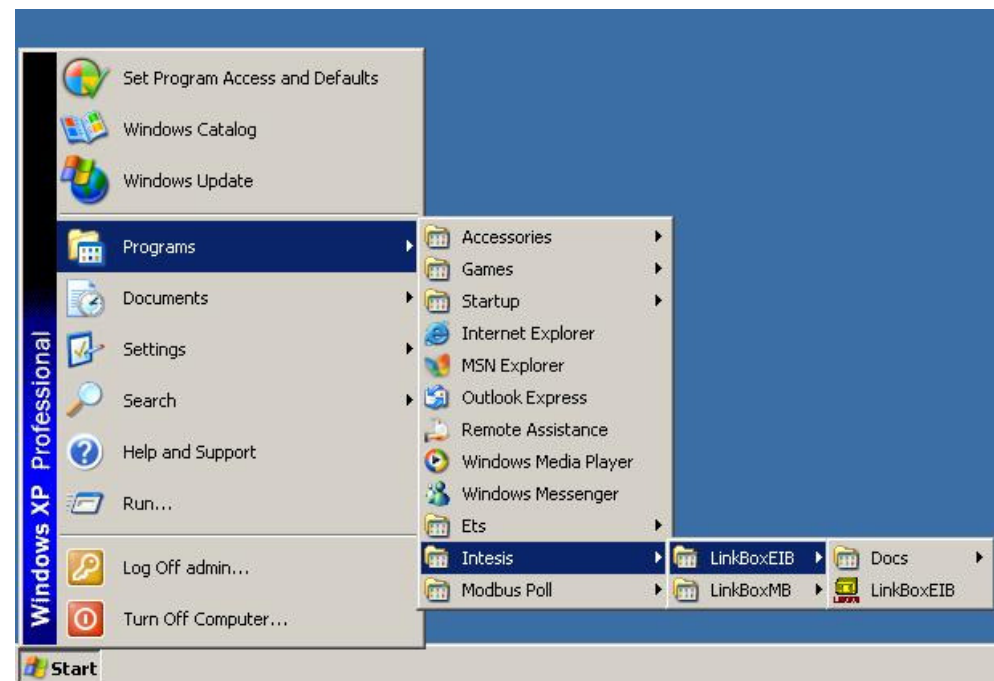 Set Program Access and Defaults
Windows Catalog
Windows Update
Programs
Documents
Settings
Search
Help and Support
Run...
Log Off admin...
Turn Off Computer...
Windows XP Professional
Start
Accessories
Games
Startup
Internet Explorer
MSN Explorer
Outlook Express
Remote Assistance
Windows Media Player
Windows Messenger
Ets
Intesis
Modbus Poll
LinkBoxEIB
LinkBoxMB
Docs
LinkBoxEIB